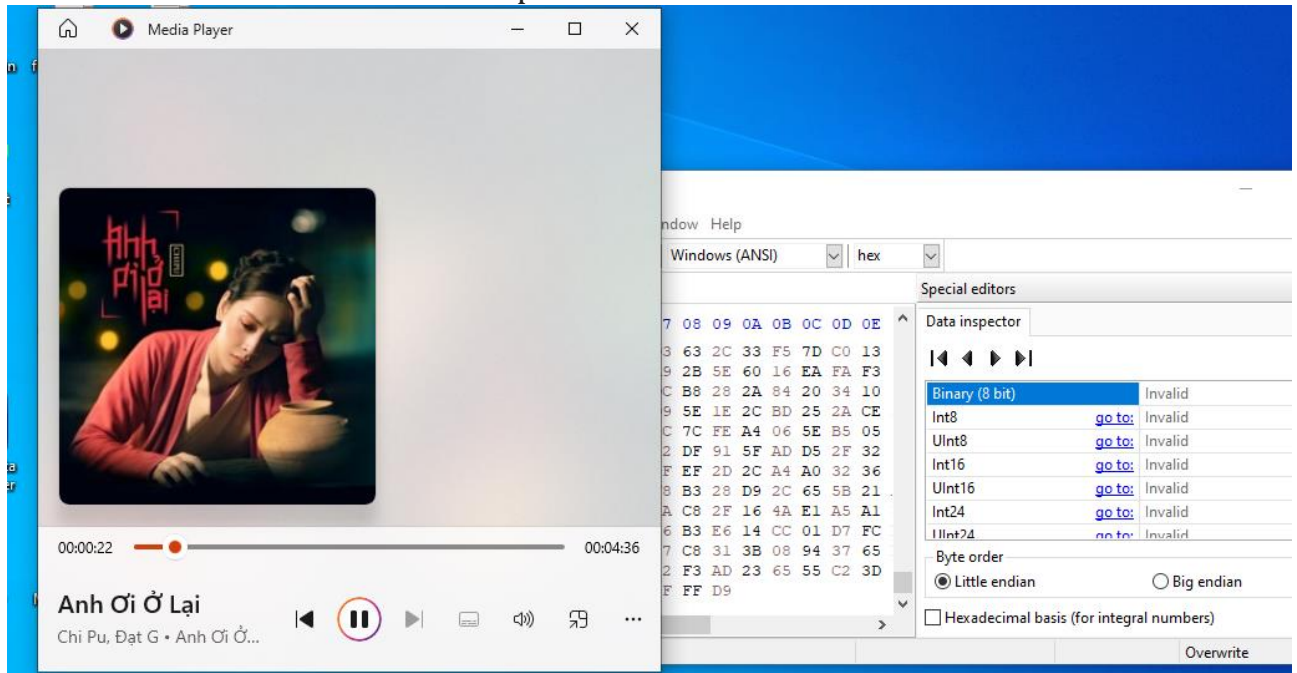 Media Player
Anh
ơi ở
lại
CHIPU
00:00:22
00:04:36
Anh Ơi Ở Lại
Chi Pu, Đạt G • Anh Ơi Ở...
ndow Help
Windows (ANSI) hex
7 08 09 0A 0B 0C 0D 0E
3 63 2C 33 F5 7D C0 13
9 2B 5E 60 16 EA FA F3
C B8 28 2A 84 20 34 10
9 5E 1E 2C BD 25 2A CE
C 7C FE A4 06 5E B5 05
2 DF 91 5F AD D5 2F 32
F EF 2D 2C A4 A0 32 36
8 B3 28 D9 2C 65 5B 21 .
A C8 2F 16 4A E1 A5 A1
6 B3 E6 14 CC 01 D7 FC
7 C8 31 3B 08 94 37 65
2 F3 AD 23 65 55 C2 3D
F FF D9
Special editors
Data inspector
Binary (8 bit) Invalid
Int8 go to: Invalid
UInt8 go to: Invalid
Int16 go to: Invalid
UInt16 go to: Invalid
Int24 go to: Invalid
UInt24 go to: Invalid
Byte order
Little endian Big endian
Hexadecimal basis (for integral numbers)
Overwrite